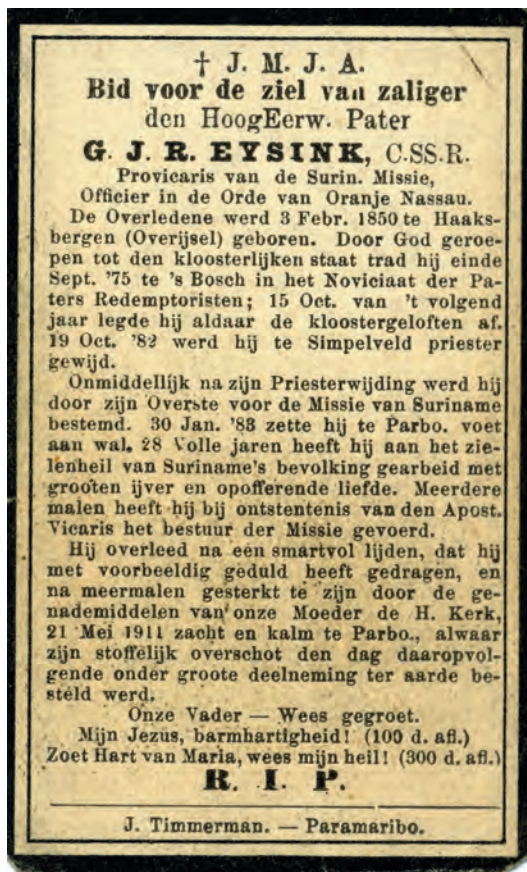 † J. M. J. A.
Bid voor de ziel van zaliger
den HoogEerw. Pater
G. J. R. EYSINK, C.SS.R.
Provicaris van de Surin. Missie,
Officier in de Orde van Oranje Nassau.
De Overledene werd 3 Febr. 1850 te Haaks-
bergen (Overijsel) geboren. Door God geroe-
pen tot den kloosterlijken staat trad hij einde
Sept. '75 te 's Bosch in het Noviciaat der Pa-
ters Redemptoristen; 15 Oct. van 't volgend
jaar legde hij aldaar de kloostergeloften af.
19 Oct. '82 werd hij te Simpelveld priester
gewijd.
Onmiddellijk na zijn Priesterwijding werd hij
door zijn Overste voor de Missie van Suriname
bestemd. 30 Jan. '83 zette hij te Parbo. voet
aan wal. 28 Volle jaren heeft hij aan het zie-
lenheil van Suriname's bevolking gearbeid met
grooten ijver en opofferende liefde. Meerdere
malen heeft hij bij ontstentenis van den Apost.
Vicaris het bestuur der Missie gevoerd.
Hij overleed na een smartvol lijden, dat hij
met voorbeeldig geduld heeft gedragen, en
na meermalen gesterkt te zijn door de ge-
nademiddelen van onze Moeder de H. Kerk,
21 Mei 1911 zacht en kalm te Parbo., alwaar
zijn stoffelijk overschot den dag daaropvol-
gende onder groote deelneming ter aarde be-
steld werd.
Onze Vader — Wees gegroet.
Mijn Jezus, barmhartigheid! (100 d. afl.)
Zoet Hart van Maria, wees mijn heil! (300 d. afl.)
R. I. P.
J. Timmerman. — Paramaribo.